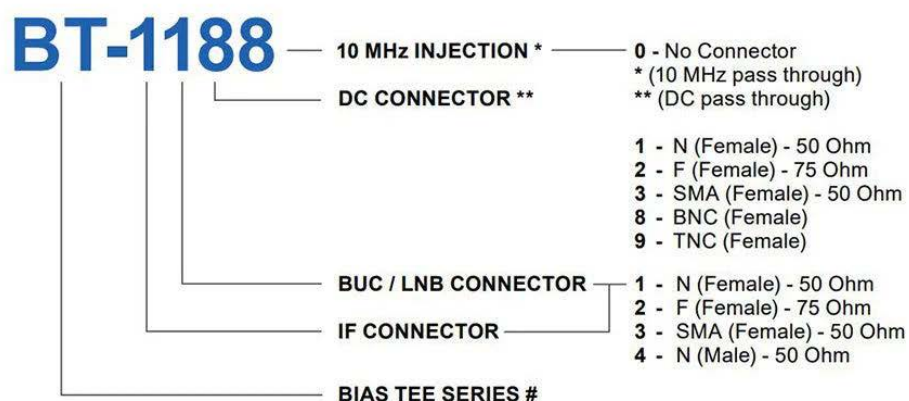 BT-1188
10 MHz INJECTION *
0 - No Connector
* (10 MHz pass through)
** (DC pass through)
DC CONNECTOR **
1 - N (Female) - 50 Ohm
2 - F (Female) - 75 Ohm
3 - SMA (Female) - 50 Ohm
8 - BNC (Female)
9 - TNC (Female)
BUC / LNB CONNECTOR
IF CONNECTOR
1 - N (Female) - 50 Ohm
2 - F (Female) - 75 Ohm
3 - SMA (Female) - 50 Ohm
4 - N (Male) - 50 Ohm
BIAS TEE SERIES #